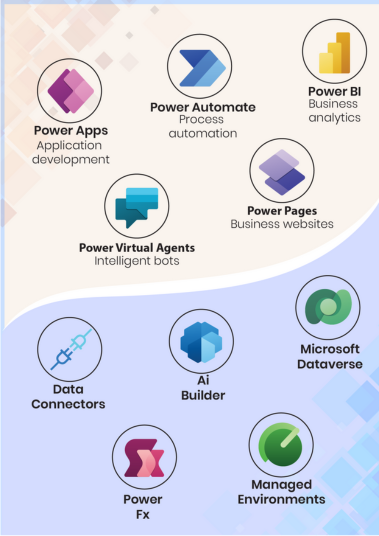 Power Apps
Application
development
Power Automate
Process
automation
Power BI
Business
analytics
Power Virtual Agents
Intelligent bots
Power Pages
Business websites
Data
Connectors
Ai
Builder
Microsoft
Dataverse
Power
Fx
Managed
Environments